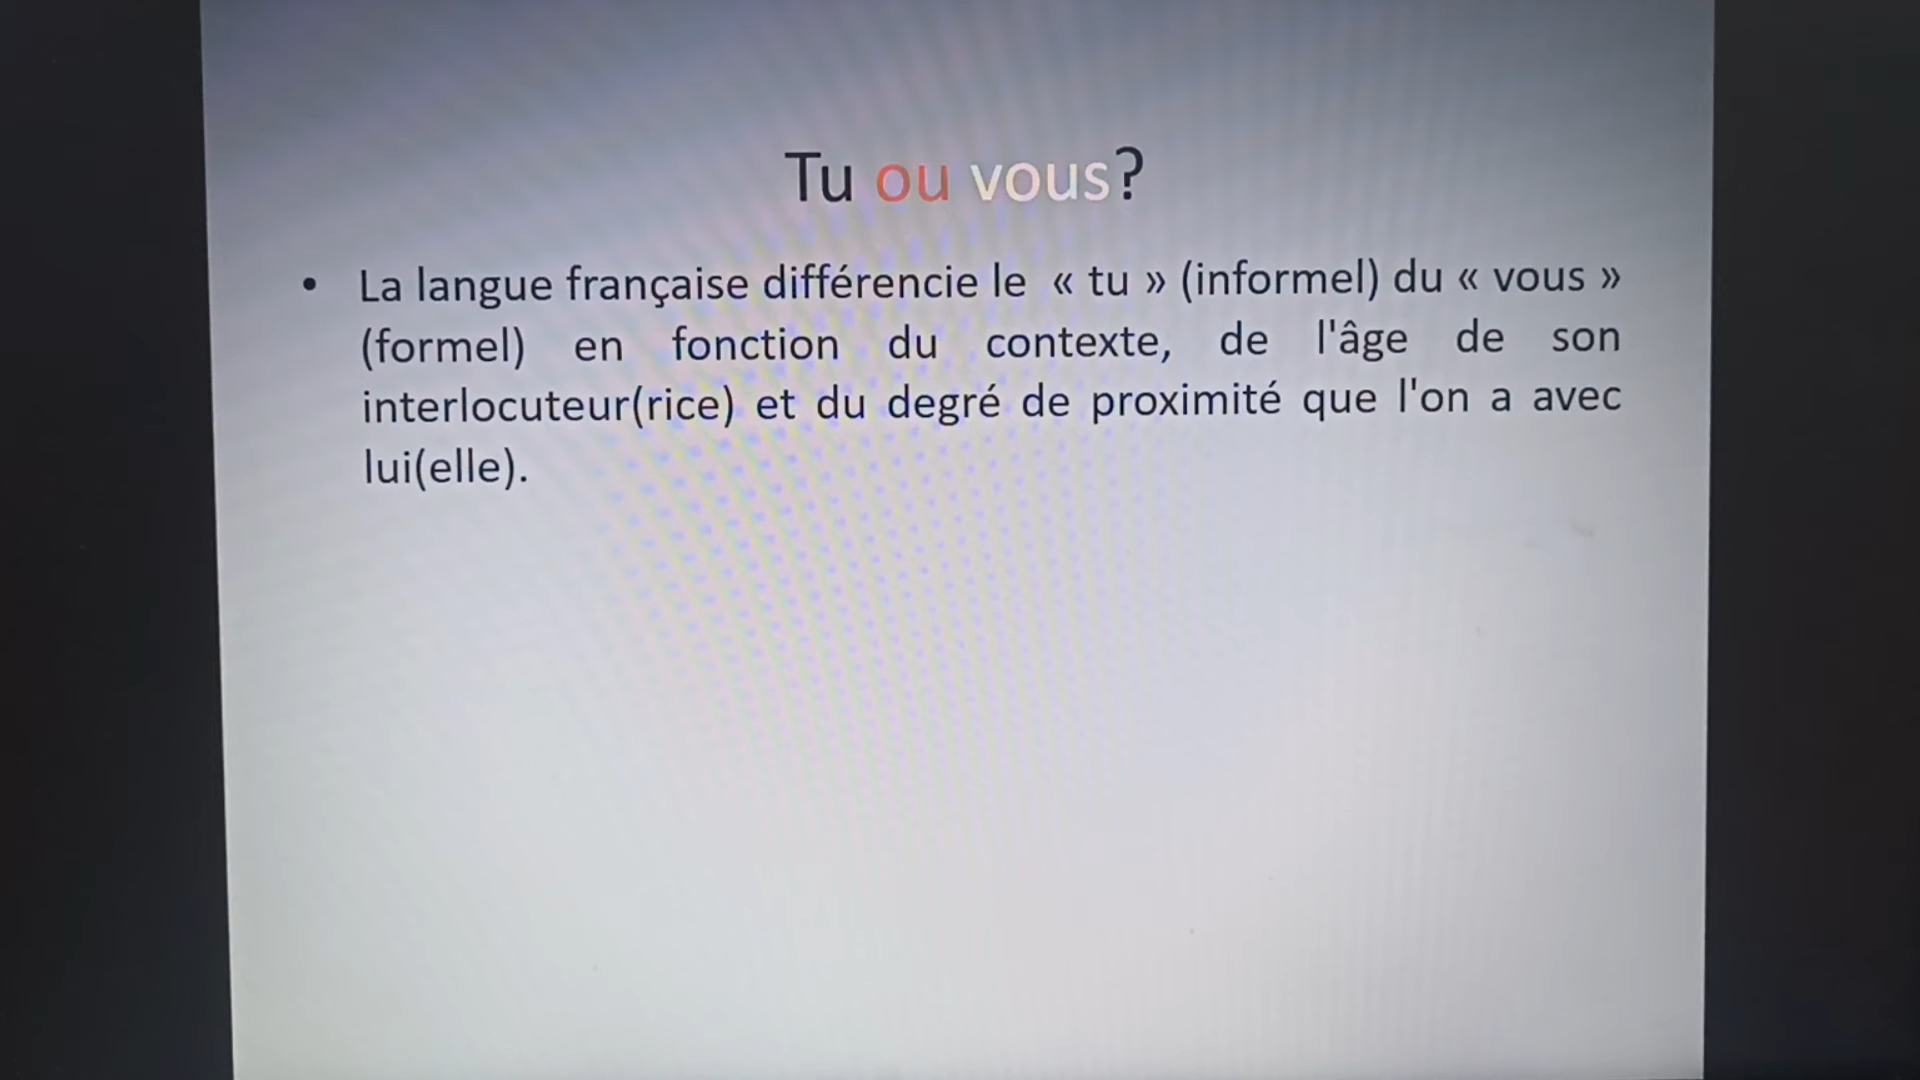 Tu ou vous?
• La langue française différencie le « tu » (informel) du « vous »
(formel) en fonction du contexte, de l'âge de son
interlocuteur(rice) et du degré de proximité que l'on a avec
lui(elle).